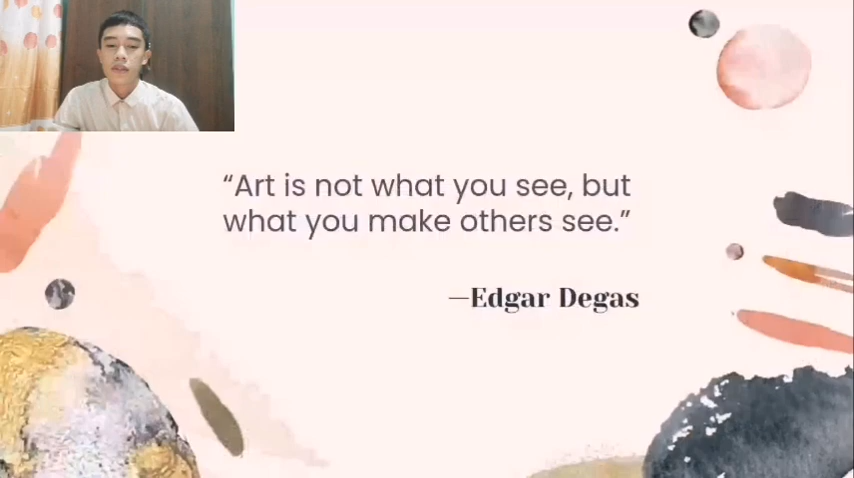 “Art is not what you see, but
what you make others see.”
—Edgar Degas